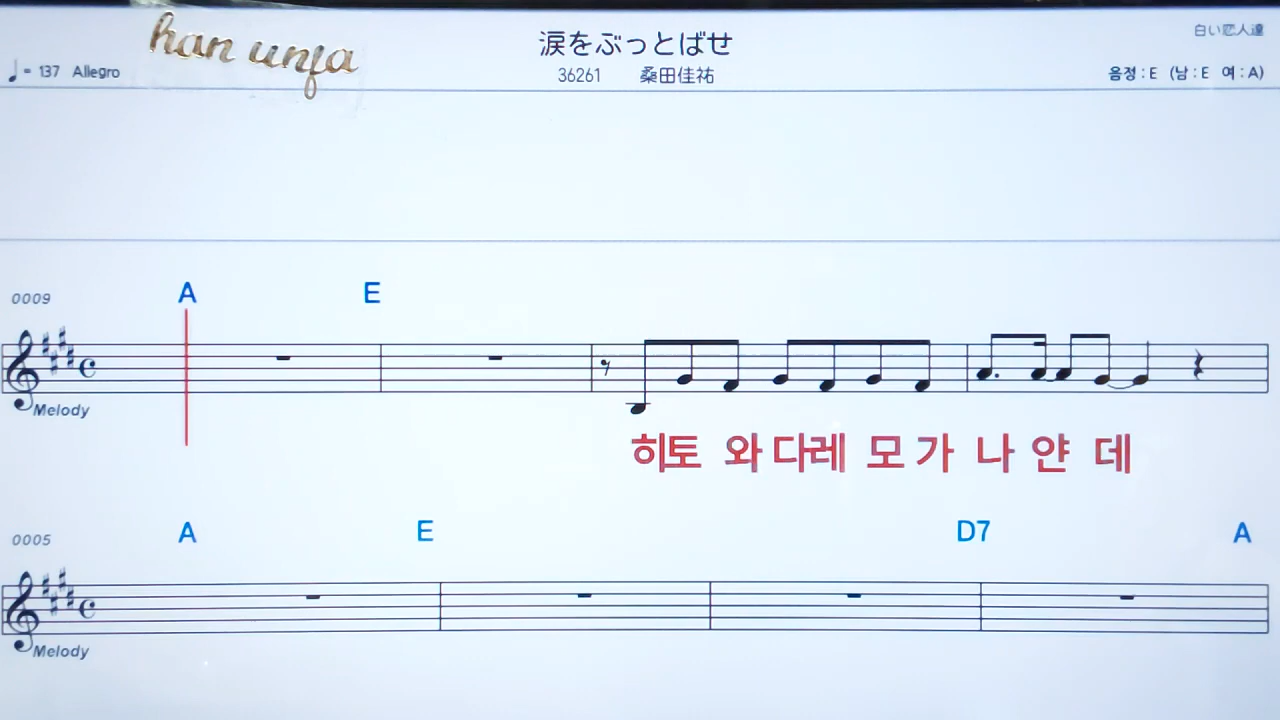 han unja
涙をぶっとばせ
白い恋人達
♩= 137 Allegro
36261 桑田佳祐
음정 : E (남 : E 여 : A)
0009 A E
Melody
히토 와 다레 모 가 나 얀 데
0005 A E D7 A
Melody